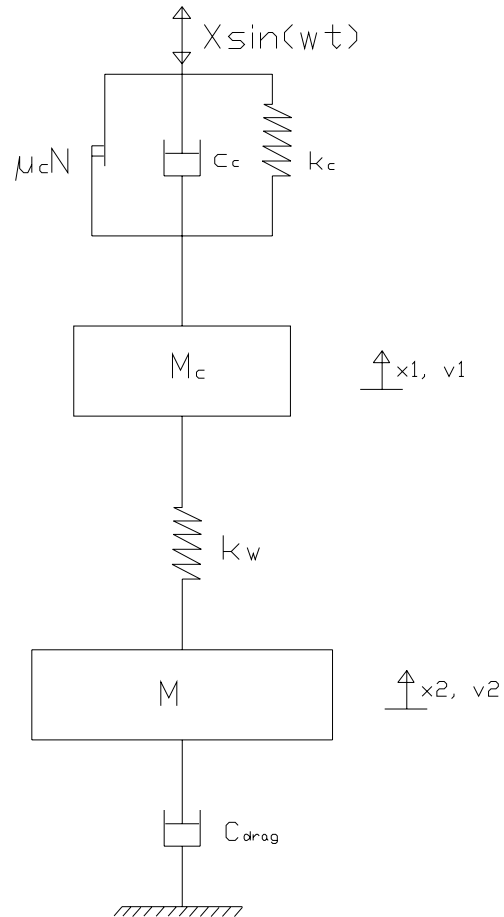 Xsin(wt)
μcN
cc
kc
Mc
x1, v1
kw
M
x2, v2
Cdrag